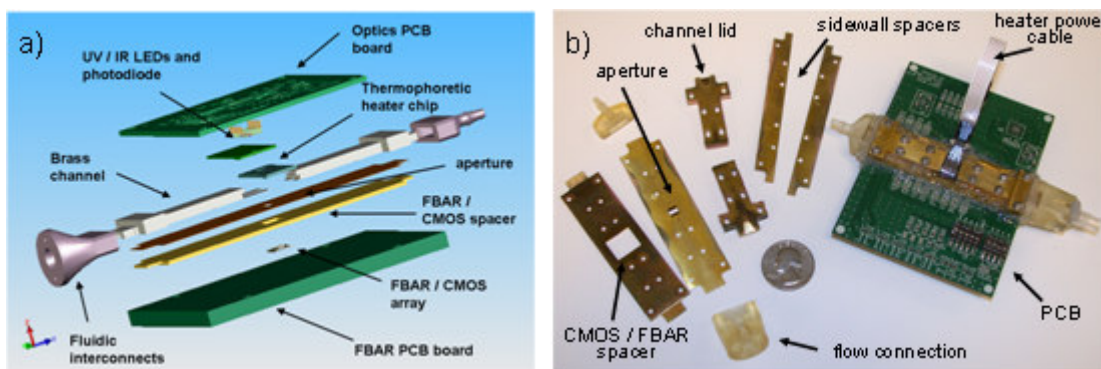 a)
Optics PCB
board
UV / IR LEDs and
photodiode
Thermophoretic
heater chip
Brass
channel
aperture
FBAR /
CMOS spacer
FBAR / CMOS
array
Fluidic
interconnects
FBAR PCB board
b)
channel lid
sidewall spacers
heater power
cable
aperture
CMOS / FBAR
spacer
flow connection
PCB